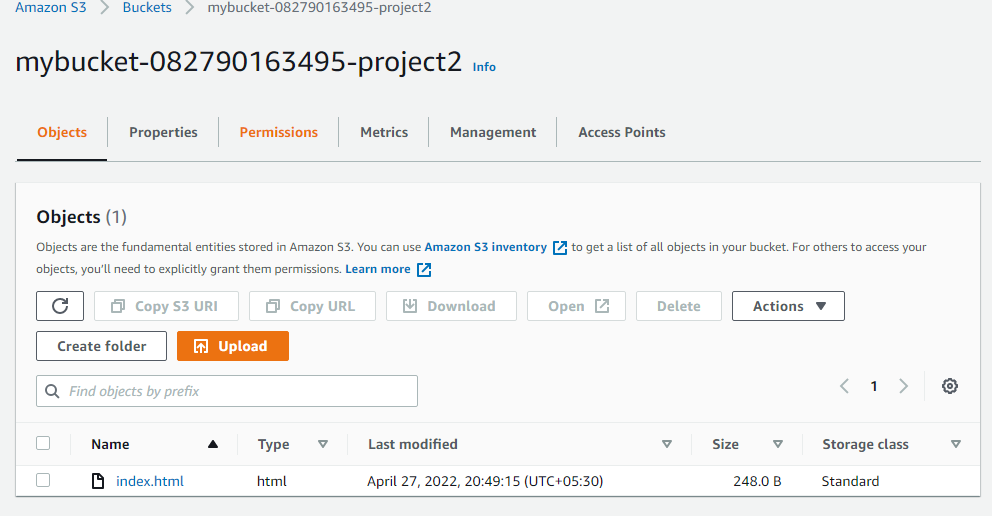 Amazon S3 > Buckets > mybucket-082790163495-project2
mybucket-082790163495-project2 Info
Objects Properties Permissions Metrics Management Access Points
Objects (1)
Objects are the fundamental entities stored in Amazon S3. You can use Amazon S3 inventory to get a list of all objects in your bucket. For others to access your
objects, you'll need to explicitly grant them permissions. Learn more
Copy S3 URI Copy URL Download Open Delete Actions
Create folder Upload
Find objects by prefix 1
Name Type Last modified Size Storage class
index.html html April 27, 2022, 20:49:15 (UTC+05:30) 248.0 B Standard